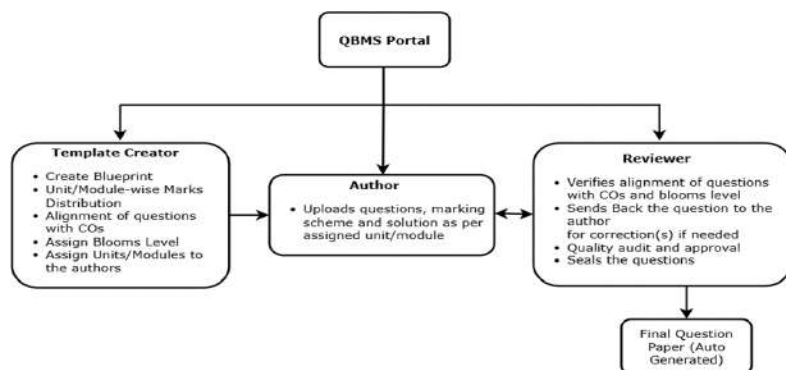 QBMS Portal
Template Creator
• Create Blueprint
• Unit/Module-wise Marks
Distribution
• Alignment of questions
with COs
• Assign Blooms Level
• Assign Units/Modules to
the authors
Author
• Uploads questions, marking
scheme and solution as per
assigned unit/module
Reviewer
• Verifies alignment of questions
with COs and blooms level
• Sends Back the question to the
author
for correction(s) if needed
• Quality audit and approval
• Seals the questions
Final Question
Paper (Auto
Generated)